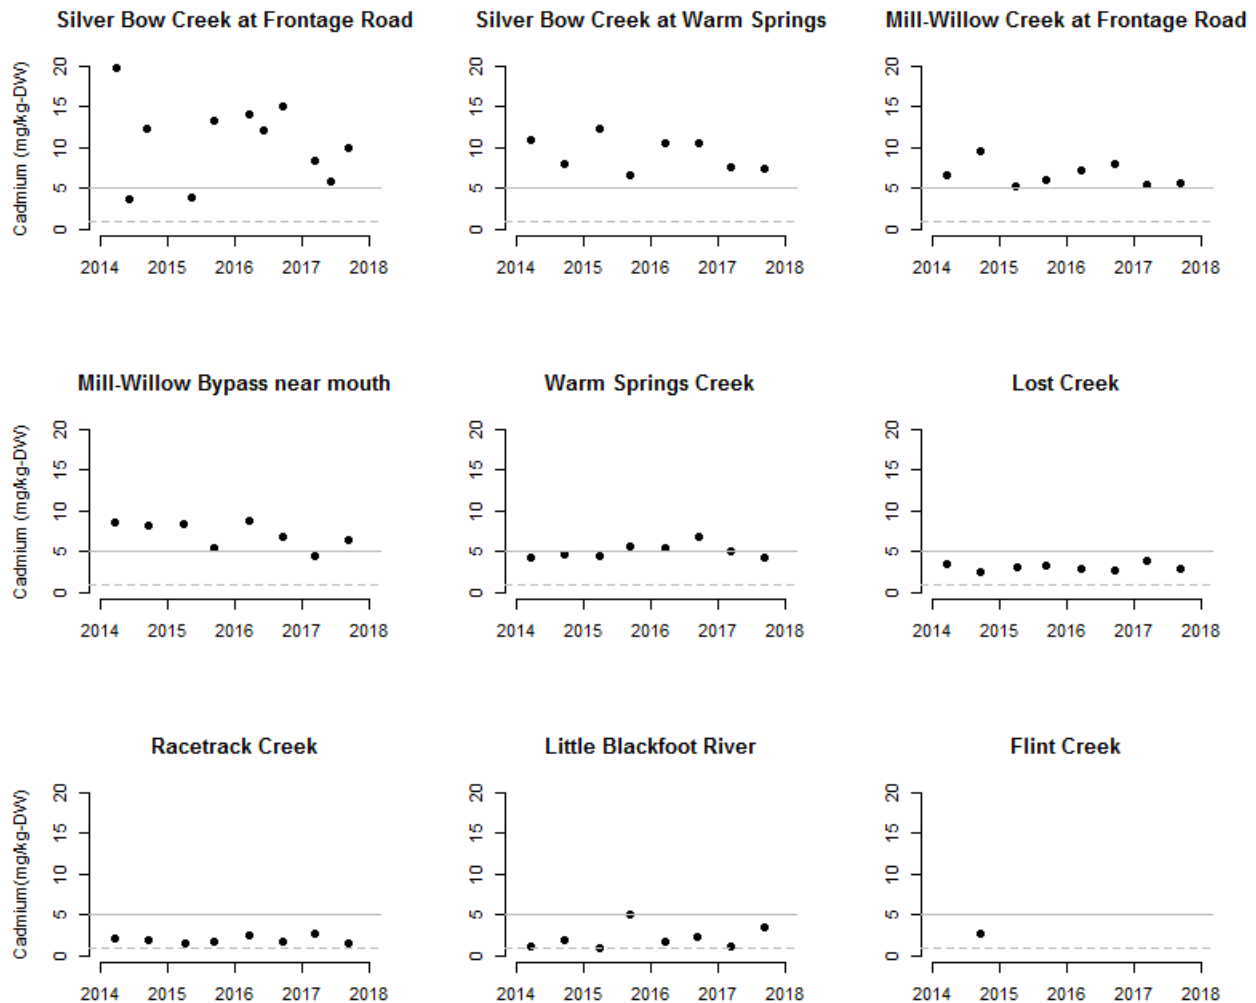 Silver Bow Creek at Frontage Road
Silver Bow Creek at Warm Springs
Mill-Willow Creek at Frontage Road
Cadmium (mg/kg-DW)
20
15
10
5
0
2014 2015 2016 2017 2018
20
15
10
5
0
2014 2015 2016 2017 2018
20
15
10
5
0
2014 2015 2016 2017 2018
Mill-Willow Bypass near mouth
Warm Springs Creek
Lost Creek
Cadmium (mg/kg-DW)
20
15
10
5
0
2014 2015 2016 2017 2018
20
15
10
5
0
2014 2015 2016 2017 2018
20
15
10
5
0
2014 2015 2016 2017 2018
Racetrack Creek
Little Blackfoot River
Flint Creek
Cadmium(mg/kg-DW)
20
15
10
5
0
2014 2015 2016 2017 2018
20
15
10
5
0
2014 2015 2016 2017 2018
20
15
10
5
0
2014 2015 2016 2017 2018